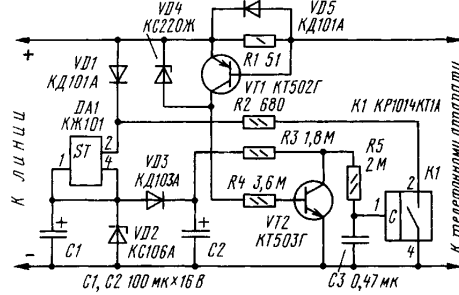 VD4
КС220Ж
VD5
КД101А
+
+
VD1
КД101А
R1 51
VT1 КТ502Г
R2 680
К1 КР1014КТ1А
DA1
КЖ101
R3 1,8 М
R5
2 М
К1
2
1
ST
2
4
VD3
КД103А
R4 3,6 М
1
С
К линии
К телефонному аппарату
+
C1
VD2
КС106А
+
C2
VT2
КТ503Г
4
-
-
C1, C2 100 мк×16 В
C3 0,47 мк